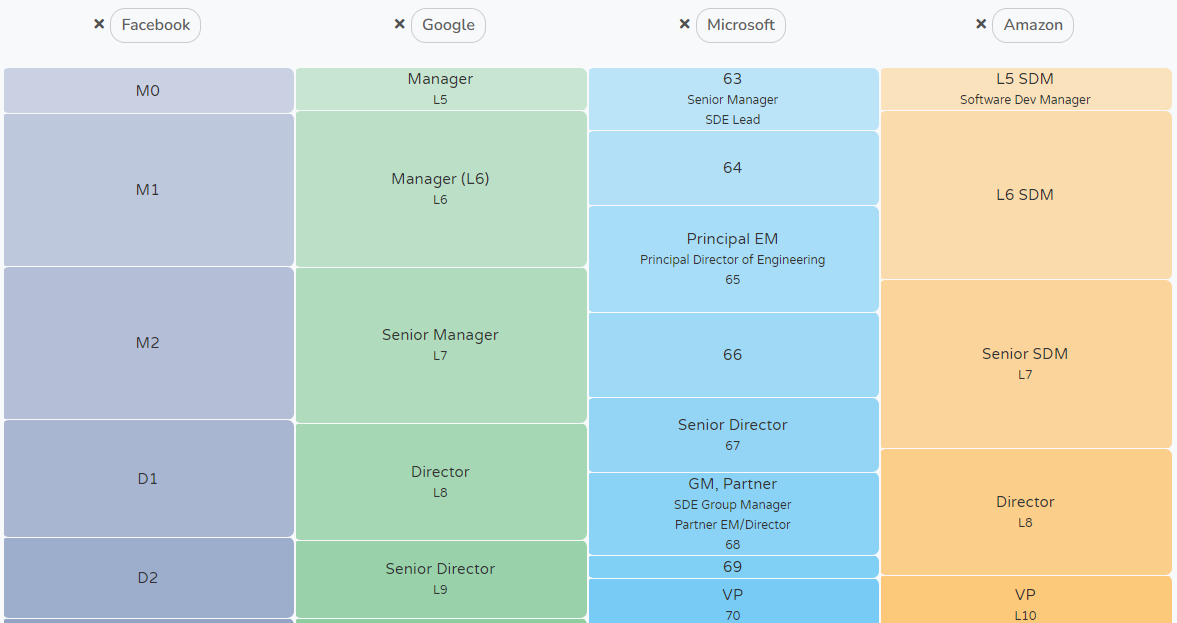 × Facebook
× Google
× Microsoft
× Amazon
M0
M1
M2
D1
D2
Manager
L5
Manager (L6)
L6
Senior Manager
L7
Director
L8
Senior Director
L9
63
Senior Manager
SDE Lead
64
Principal EM
Principal Director of Engineering
65
66
Senior Director
67
GM, Partner
SDE Group Manager
Partner EM/Director
68
69
VP
70
L5 SDM
Software Dev Manager
L6 SDM
Senior SDM
L7
Director
L8
VP
L10